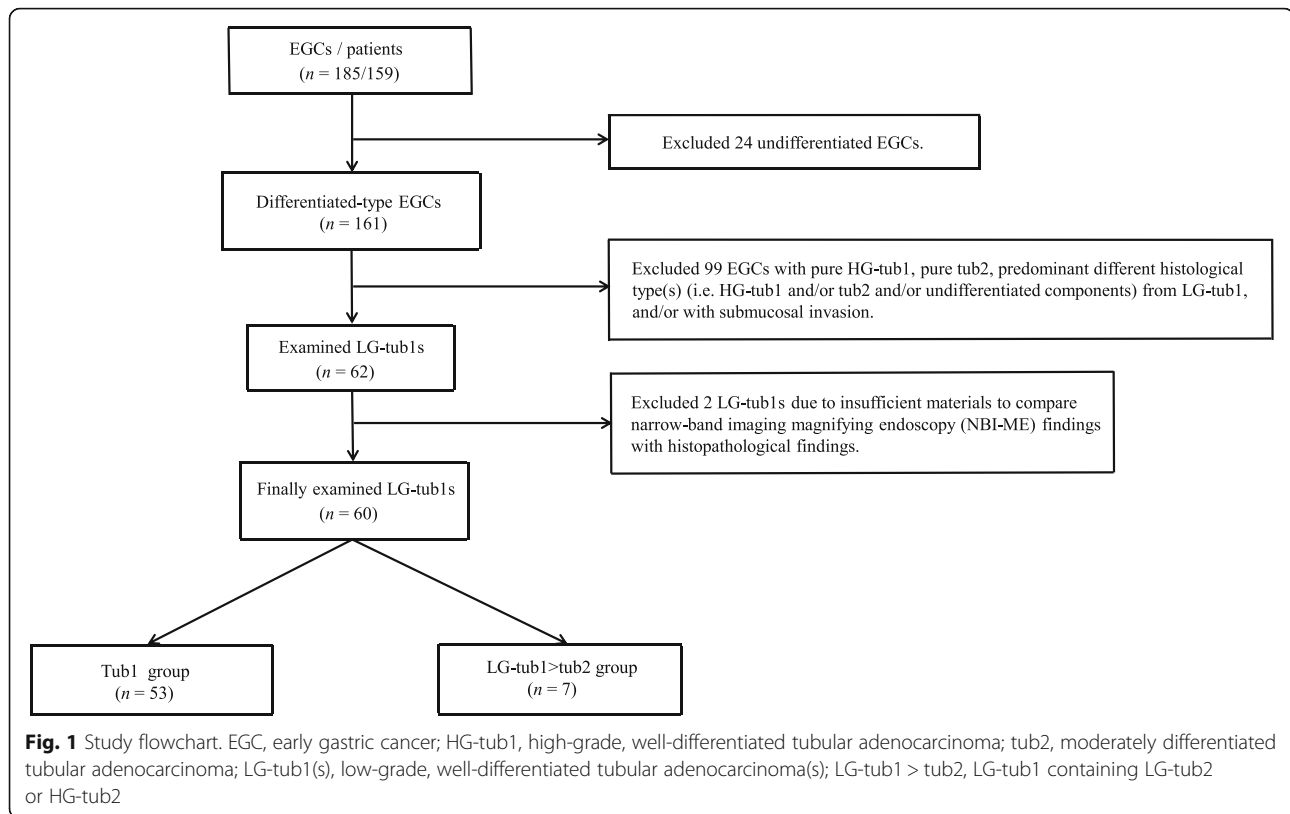 EGCs / patients
(n = 185/159)
Excluded 24 undifferentiated EGCs.
Differentiated-type EGCs
(n = 161)
Excluded 99 EGCs with pure HG-tub1, pure tub2, predominant different histological
type(s) (i.e. HG-tub1 and/or tub2 and/or undifferentiated components) from LG-tub1,
and/or with submucosal invasion.
Examined LG-tub1s
(n = 62)
Excluded 2 LG-tub1s due to insufficient materials to compare
narrow-band imaging magnifying endoscopy (NBI-ME) findings
with histopathological findings.
Finally examined LG-tub1s
(n = 60)
Tub1 group
(n = 53)
LG-tub1>tub2 group
(n = 7)
Fig. 1 Study flowchart. EGC, early gastric cancer; HG-tub1, high-grade, well-differentiated tubular adenocarcinoma; tub2, moderately differentiated
tubular adenocarcinoma; LG-tub1(s), low-grade, well-differentiated tubular adenocarcinoma(s); LG-tub1 > tub2, LG-tub1 containing LG-tub2
or HG-tub2